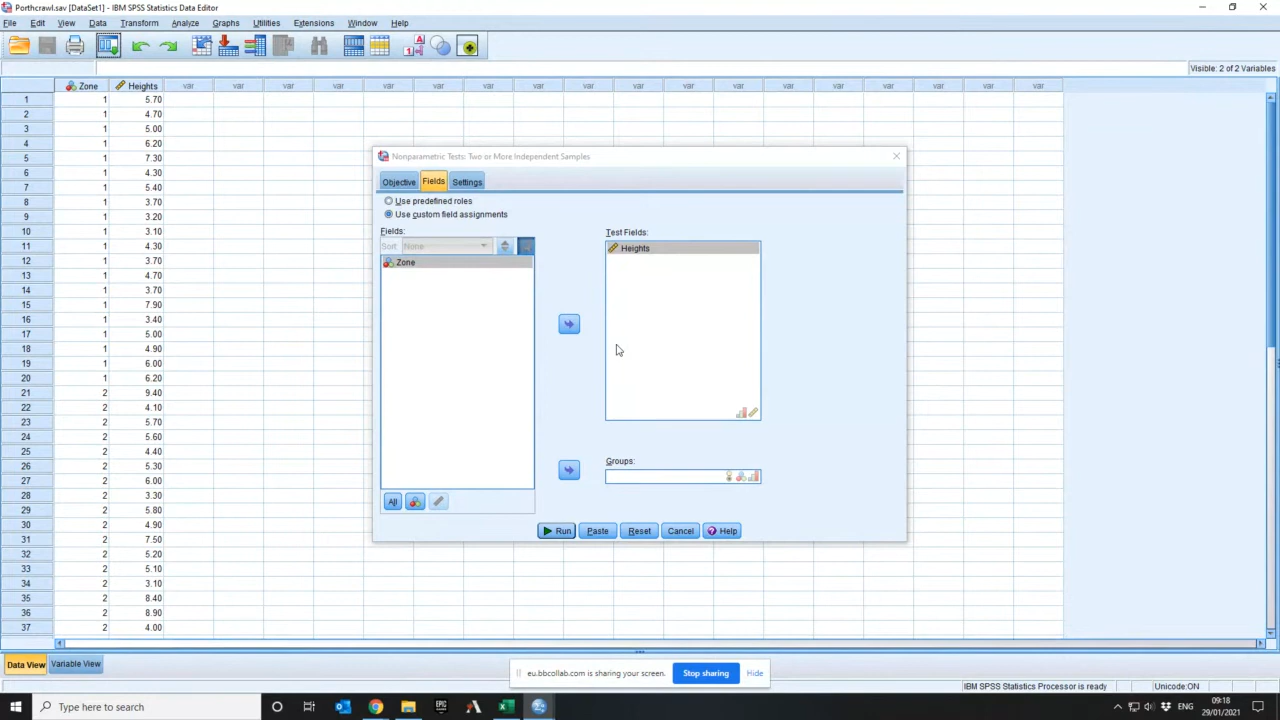 Porthcrawl.sav [DataSet1] - IBM SPSS Statistics Data Editor
File Edit View Data Transform Analyze Graphs Utilities Extensions Window Help
Visible: 2 of 2 Variables
Zone Heights var var var var var var var var var var var var var var var var var var
1 1 5.70
2 1 4.70
3 1 5.00
4 1 6.20
5 1 7.30
6 1 4.30
7 1 5.40
8 1 3.70
9 1 3.20
10 1 3.10
11 1 4.30
12 1 3.70
13 1 4.70
14 1 3.70
15 1 7.90
16 1 3.40
17 1 5.00
18 1 4.90
19 1 6.00
20 1 6.20
21 2 9.40
22 2 4.10
23 2 5.70
24 2 5.60
25 2 4.40
26 2 5.30
27 2 6.00
28 2 3.30
29 2 5.80
30 2 4.90
31 2 7.50
32 2 5.20
33 2 5.10
34 2 3.10
35 2 8.40
36 2 8.90
37 2 4.00
Nonparametric Tests: Two or More Independent Samples
Objective Fields Settings
Use predefined roles
Use custom field assignments
Fields:
Sort: None
Zone
Test Fields:
Heights
Groups:
All
Run Paste Reset Cancel Help
Data View Variable View
eu.bbcollab.com is sharing your screen. Stop sharing Hide
IBM SPSS Statistics Processor is ready Unicode:ON
Type here to search
EPIC
ENG
09:18
29/01/2021